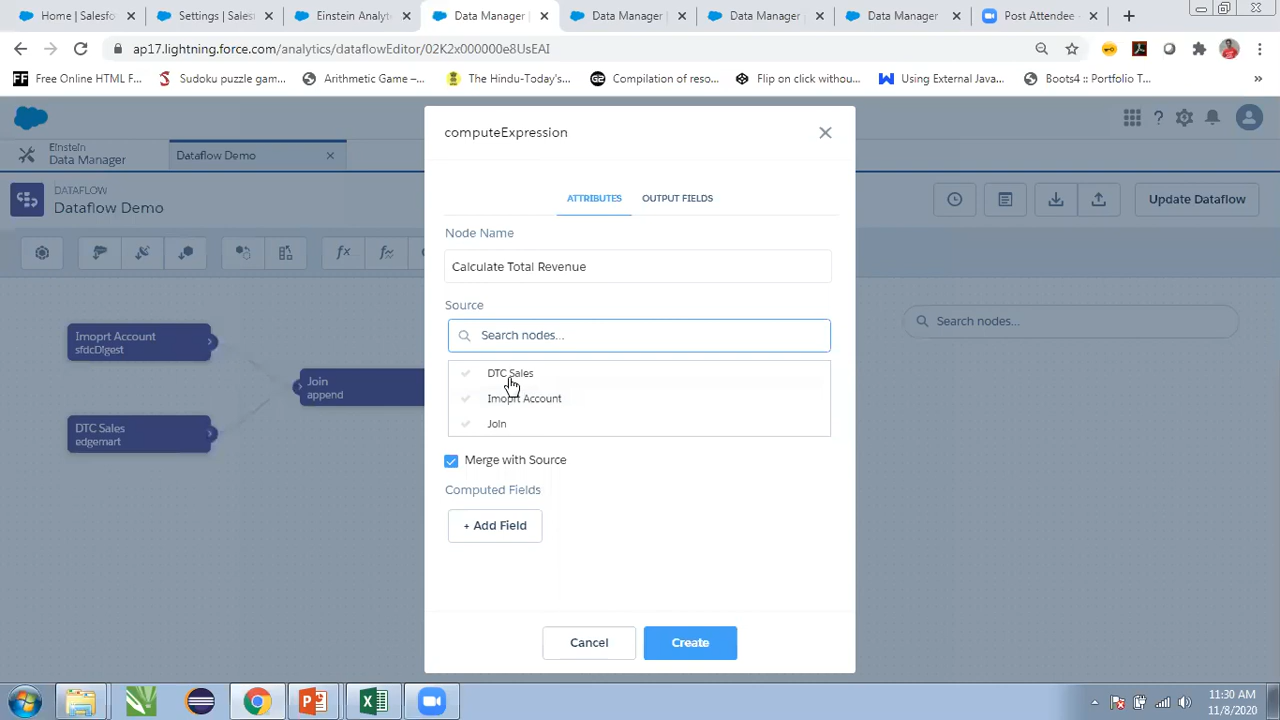 Home | Salesfo
Settings | Sales
Einstein Analyt
Data Manager
Data Manager
Data Manager
Data Manager
Post Attendee -
ap17.lightning.force.com/analytics/dataflowEditor/02K2x000000e8UsEAI
Free Online HTML F...
Sudoku puzzle gam...
Arithmetic Game –...
The Hindu-Today's...
Compilation of reso...
Flip on click withou...
Using External Java...
Boots4 :: Portfolio T...
»
Einstein
Data Manager
Dataflow Demo
DATAFLOW
Dataflow Demo
Update Dataflow
computeExpression
ATTRIBUTES
OUTPUT FIELDS
Node Name
Calculate Total Revenue
Source
Search nodes...
DTC Sales
Imoprt Account
Join
Merge with Source
Computed Fields
+ Add Field
Cancel
Create
Imoprt Account
sfdcDigest
DTC Sales
edgemart
Join
append
Search nodes...
11:30 AM
11/8/2020